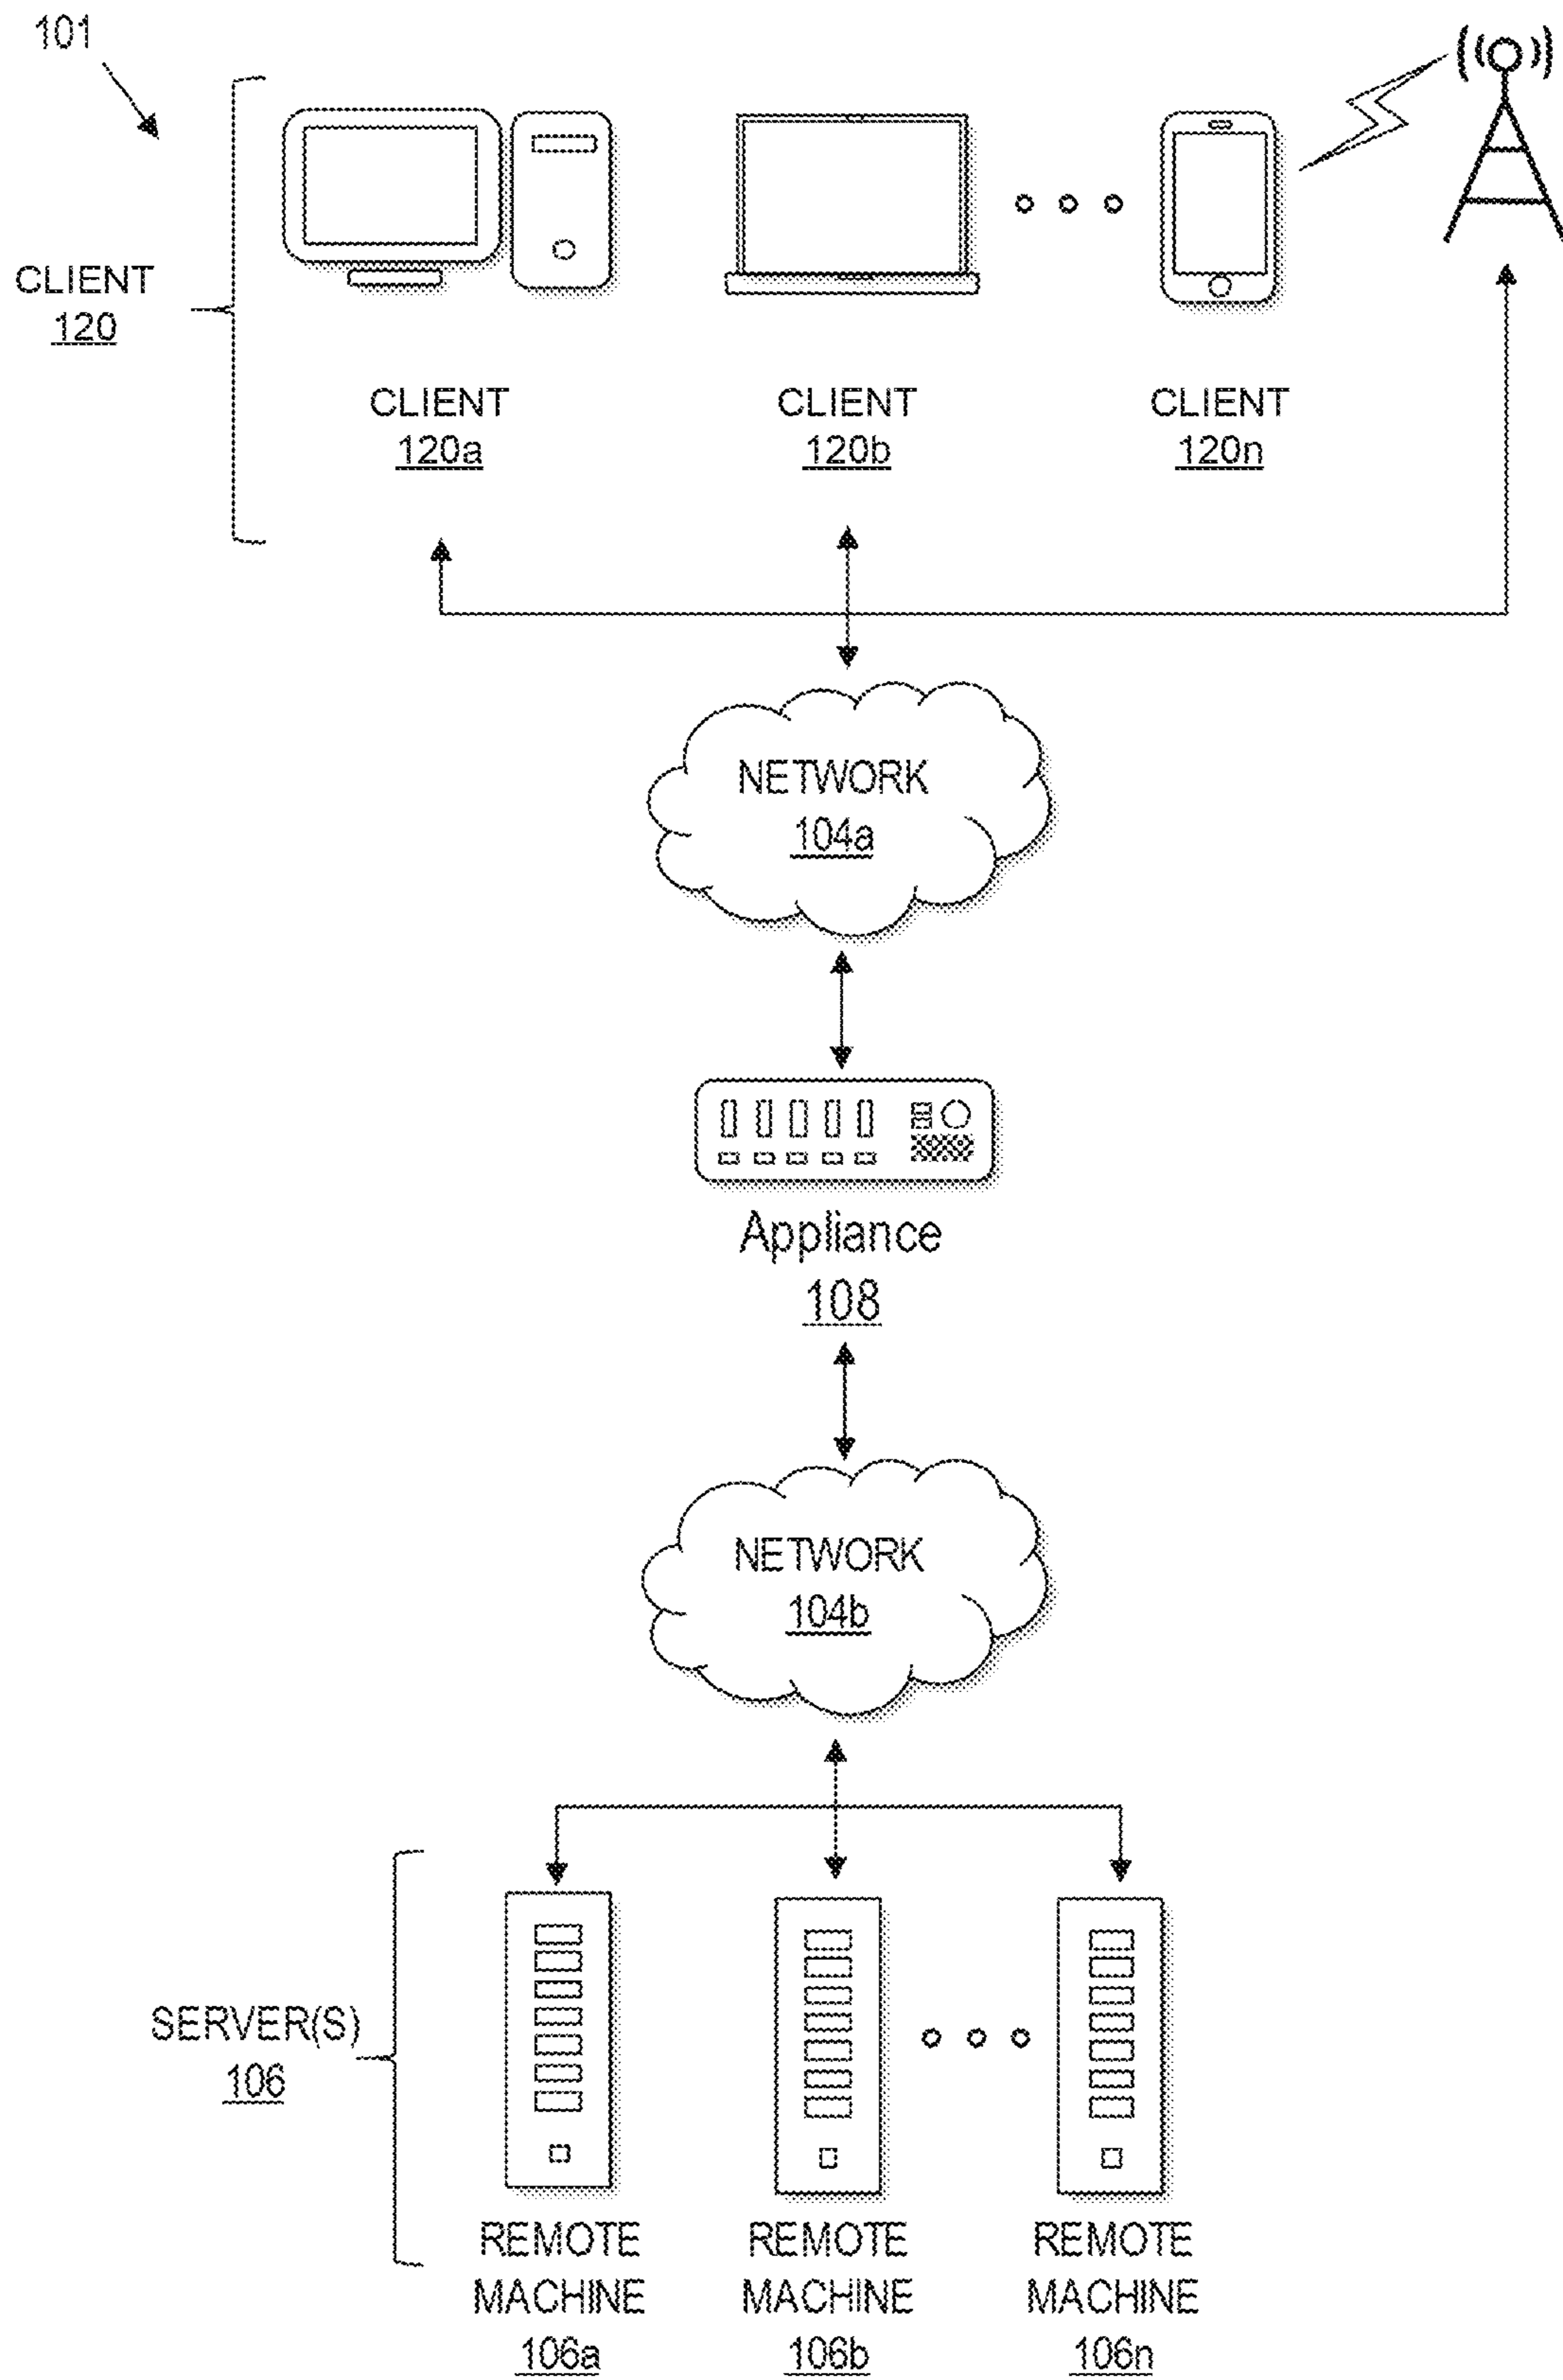 101
CLIENT
120
CLIENT
120a
CLIENT
120b
CLIENT
120n
NETWORK
104a
Appliance
108
NETWORK
104b
SERVER(S)
106
REMOTE
MACHINE
106a
REMOTE
MACHINE
106b
REMOTE
MACHINE
106n